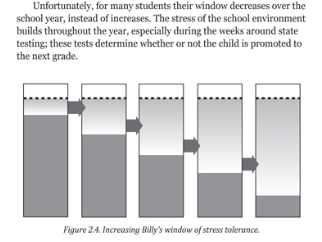 Unfortunately, for many students their window decreases over the
school year, instead of increases. The stress of the school environment
builds throughout the year, especially during the weeks around state
testing; these tests determine whether or not the child is promoted to
the next grade.
Figure 2.4. Increasing Billy's window of stress tolerance.